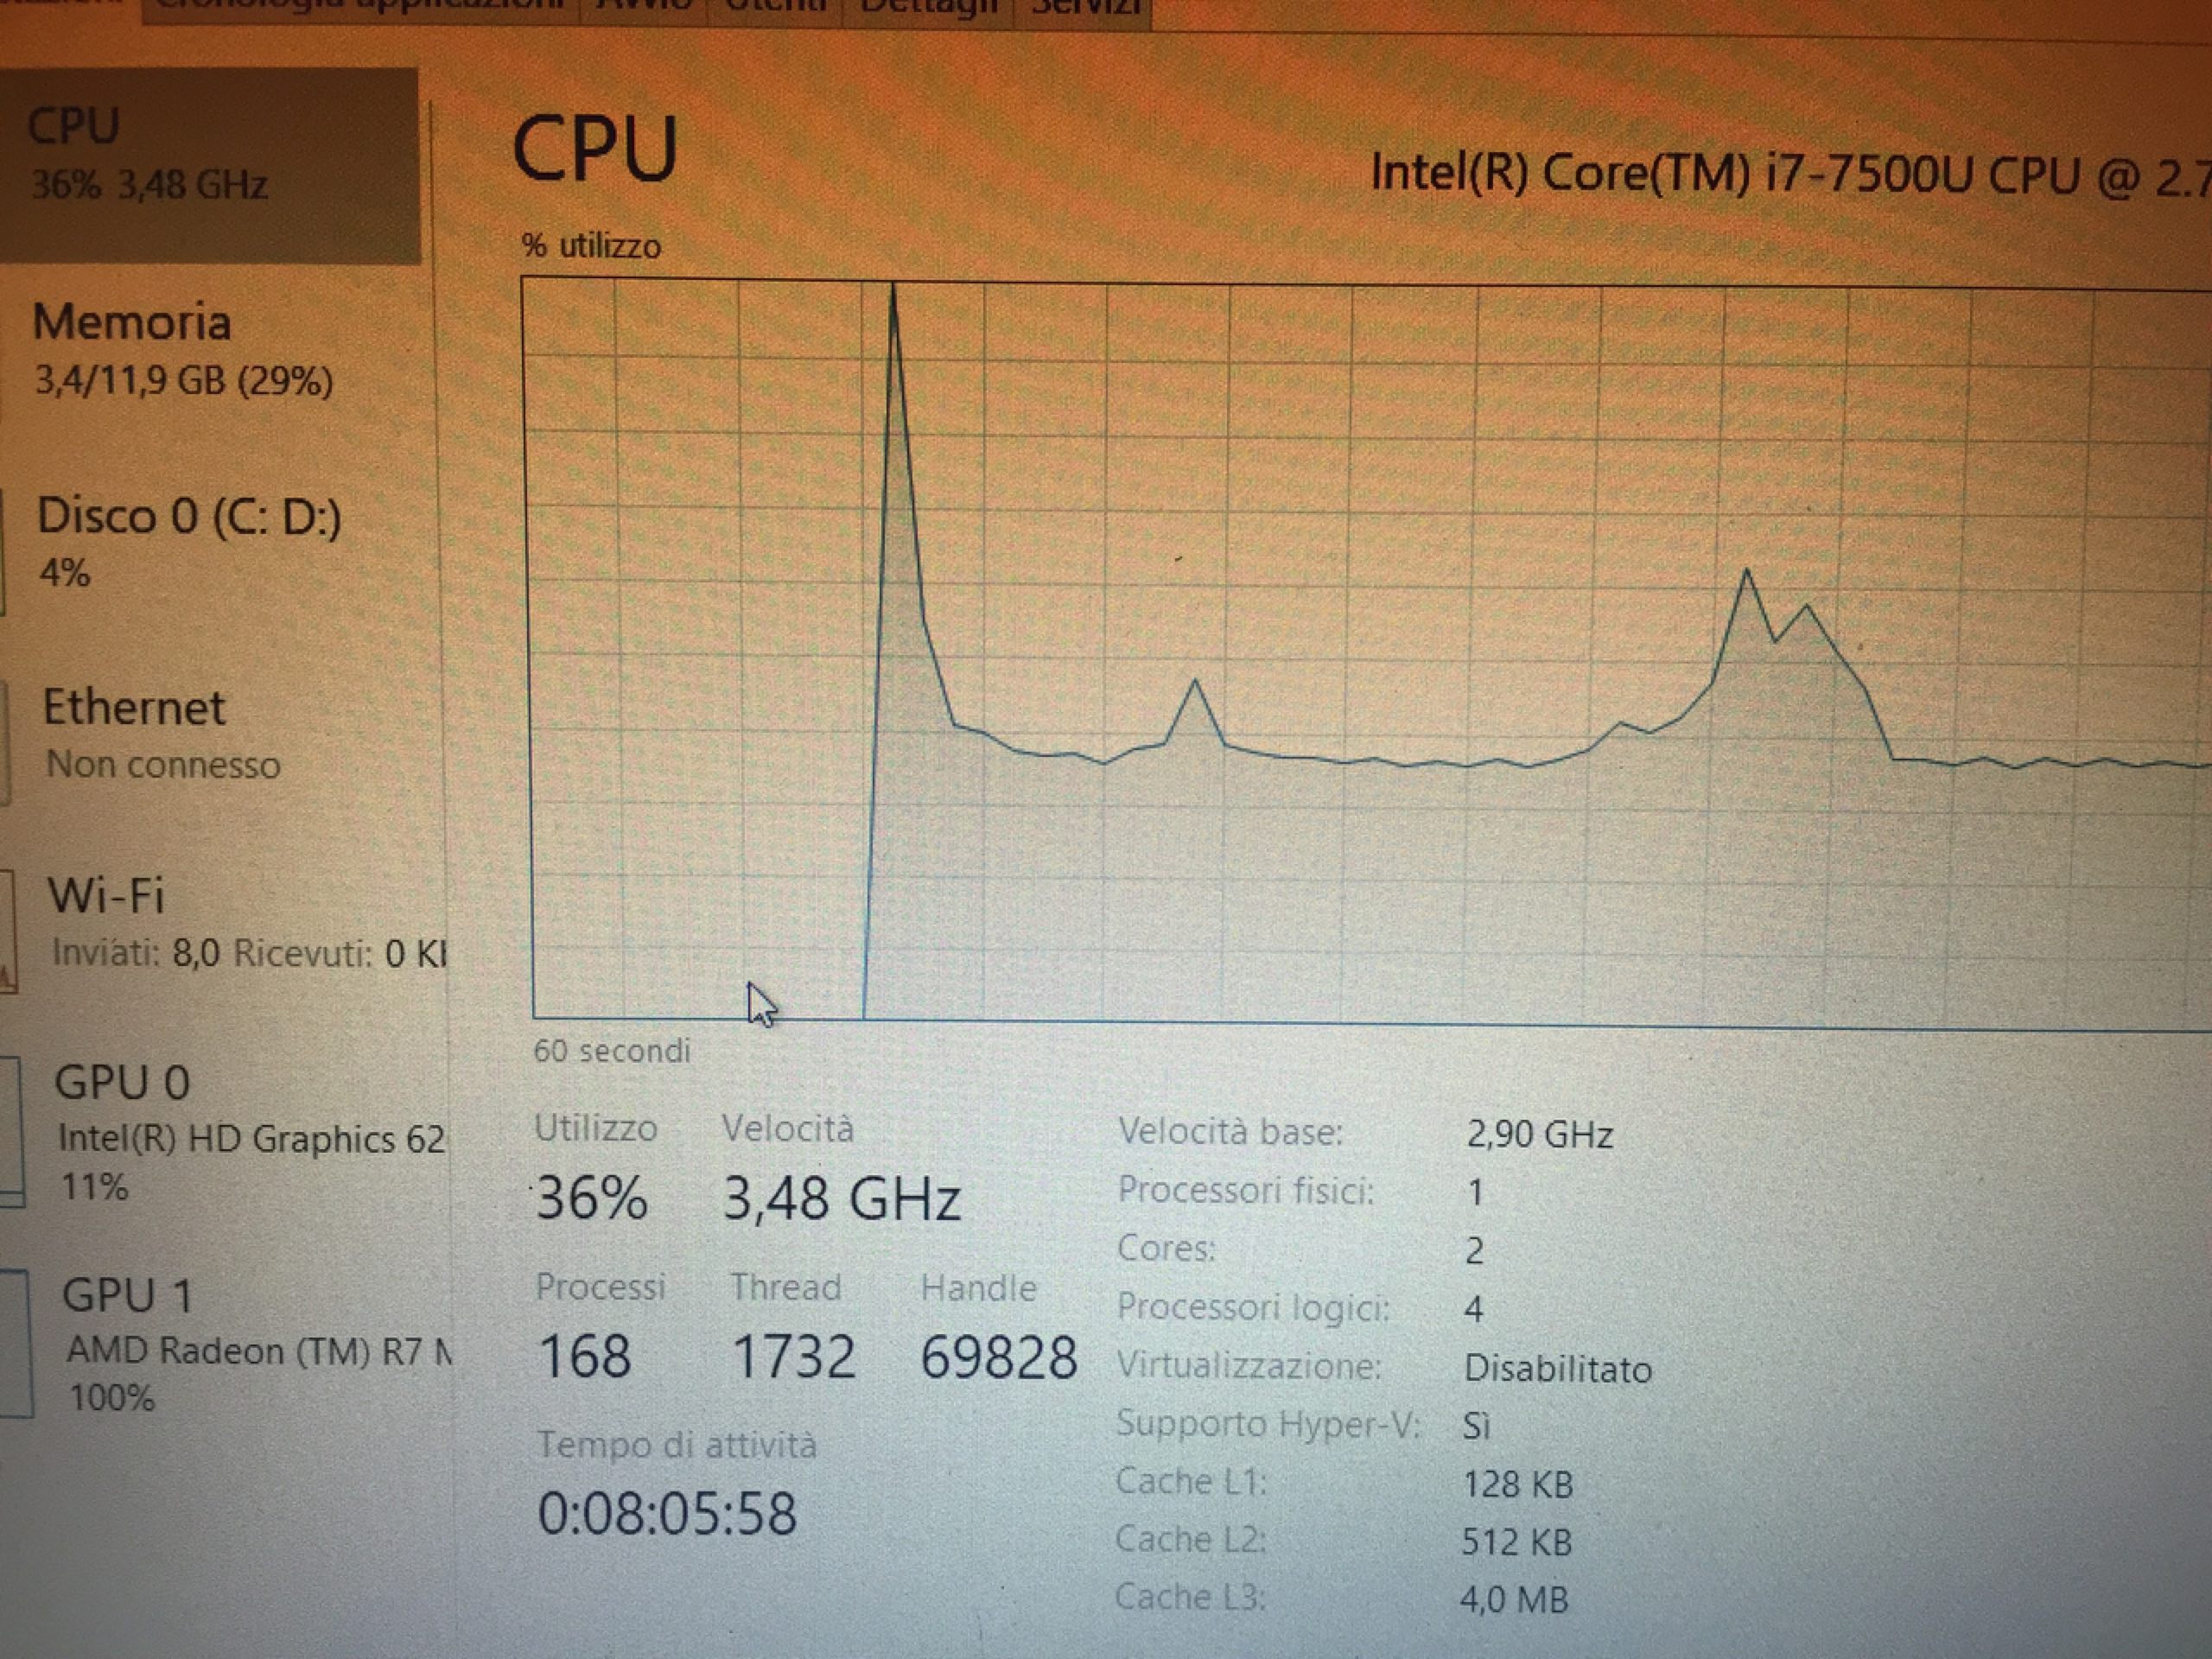 Cronologia applicazioni Avvio Utenti Dettagli Servizi
CPU
36% 3,48 GHz
Memoria
3,4/11,9 GB (29%)
Disco 0 (C: D:)
4%
Ethernet
Non connesso
Wi-Fi
Inviati: 8,0 Ricevuti: 0
GPU 0
Intel(R) HD Graphics 62
11%
GPU 1
AMD Radeon (TM) R7
100%
CPU
Intel(R) Core(TM) i7-7500U CPU @ 2.7
% utilizzo
60 secondi
Utilizzo Velocità
36% 3,48 GHz
Processi Thread Handle
168 1732 69828
Tempo di attività
0:08:05:58
Velocità base: 2,90 GHz
Processori fisici: 1
Cores: 2
Processori logici: 4
Virtualizzazione: Disabilitato
Supporto Hyper-V: Sì
Cache L1: 128 KB
Cache L2: 512 KB
Cache L3: 4,0 MB